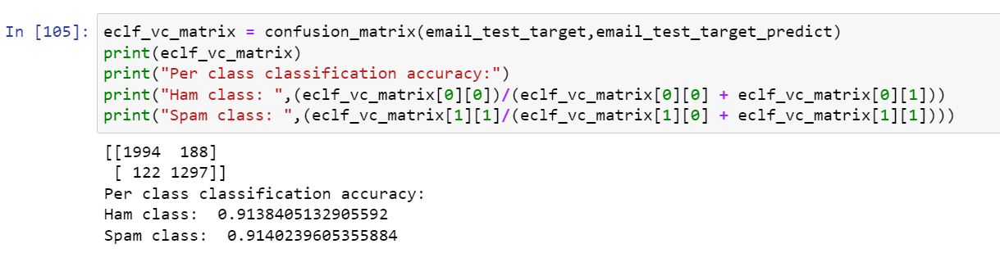 In [105]: eclf_vc_matrix = confusion_matrix(email_test_target,email_test_target_predict)
print(eclf_vc_matrix)
print("Per class classification accuracy:")
print("Ham class: ",(eclf_vc_matrix[0][0])/(eclf_vc_matrix[0][0] + eclf_vc_matrix[0][1]))
print("Spam class: ",(eclf_vc_matrix[1][1]/(eclf_vc_matrix[1][0] + eclf_vc_matrix[1][1])))
[[1994  188]
 [ 122 1297]]
Per class classification accuracy:
Ham class:  0.9138405132905592
Spam class:  0.9140239605355884